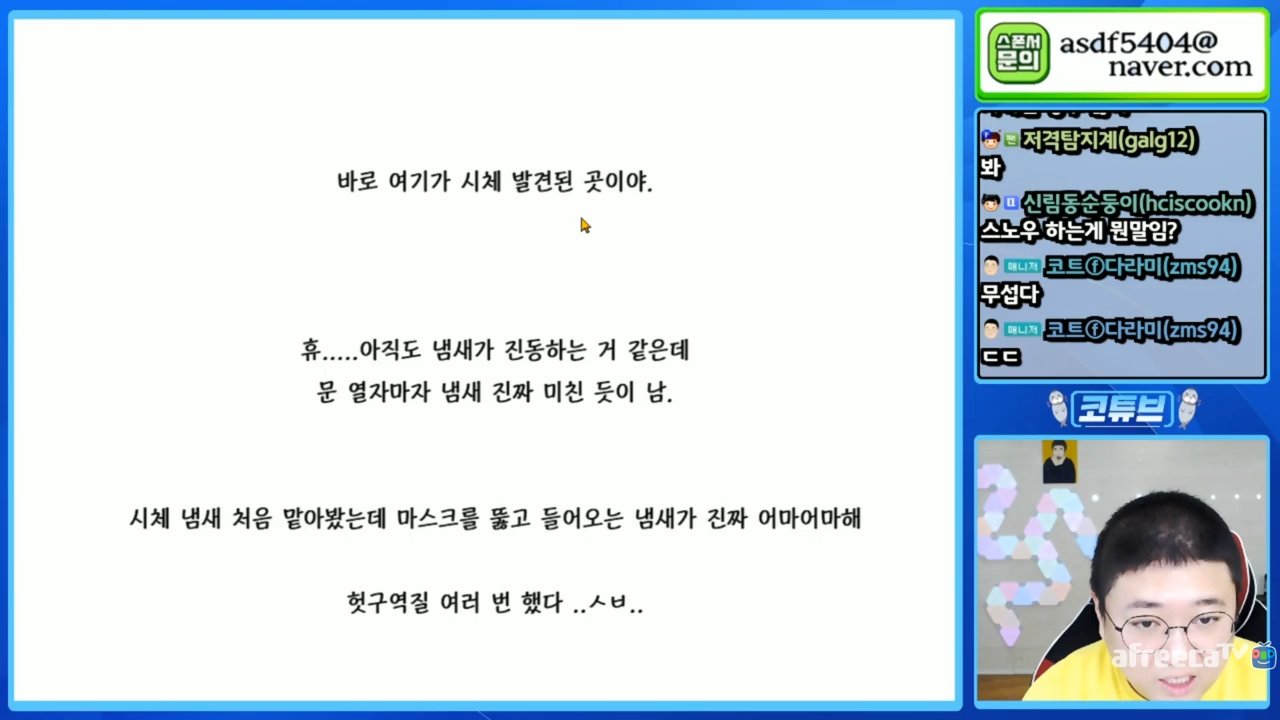 바로 여기가 시체 발견된 곳이야.
휴.....아직도 냄새가 진동하는 거 같은데
문 열자마자 냄새 진짜 미친 듯이 남.
시체 냄새 처음 맡아봤는데 마스크를 뚫고 들어오는 냄새가 진짜 어마어마해
헛구역질 여러 번 했다 ..ㅅㅂ..
스폰서
문의
asdf5404@
naver.com
팬 저격탐지계(galg12)
봐
신림동순둥이(hciscookn)
스노우 하는게 뭔말임?
매니저 코트ⓕ다라미(zms94)
무섭다
매니저 코트ⓕ다라미(zms94)
ㄷㄷ
코튜브
afreecaTV